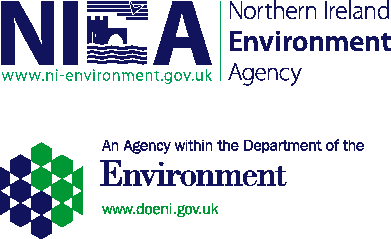 NIEA
www.ni-environment.gov.uk
Northern Ireland
Environment
Agency
An Agency within the Department of the
Environment
www.doeni.gov.uk